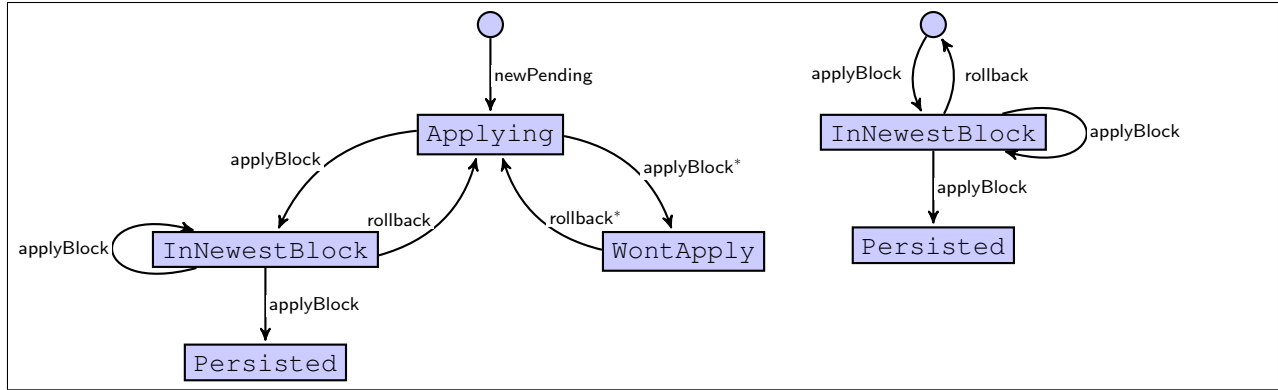 newPending
Applying
applyBlock
applyBlock*
rollback
rollback*
applyBlock
InNewestBlock
WontApply
applyBlock
Persisted
applyBlock
rollback
InNewestBlock
applyBlock
applyBlock
Persisted